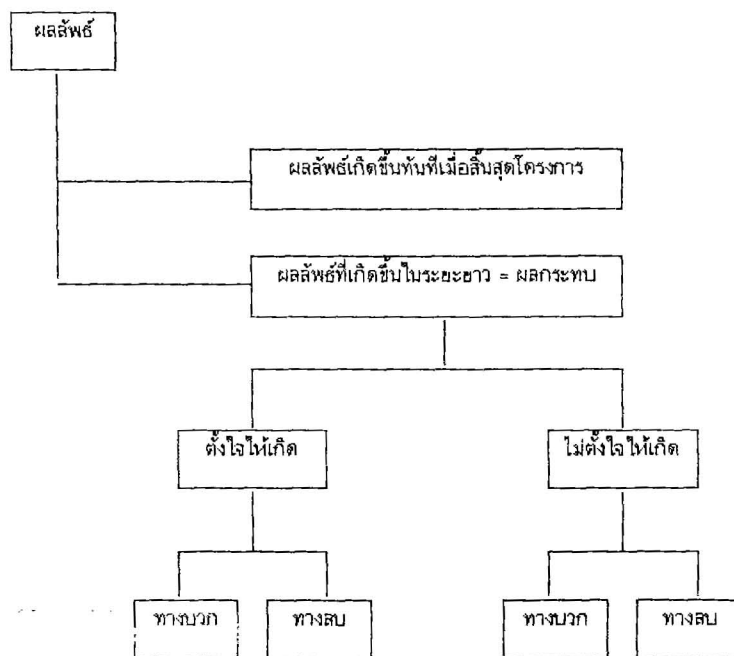 ผลลัพธ์
ผลลัพธ์เกิดขึ้นทันทีเมื่อสิ้นสุดโครงการ
ผลลัพธ์ที่เกิดขึ้นในระยะยาว = ผลกระทบ
ตั้งใจให้เกิด
ไม่ตั้งใจให้เกิด
ทางบวก
ทางลบ
ทางบวก
ทางลบ